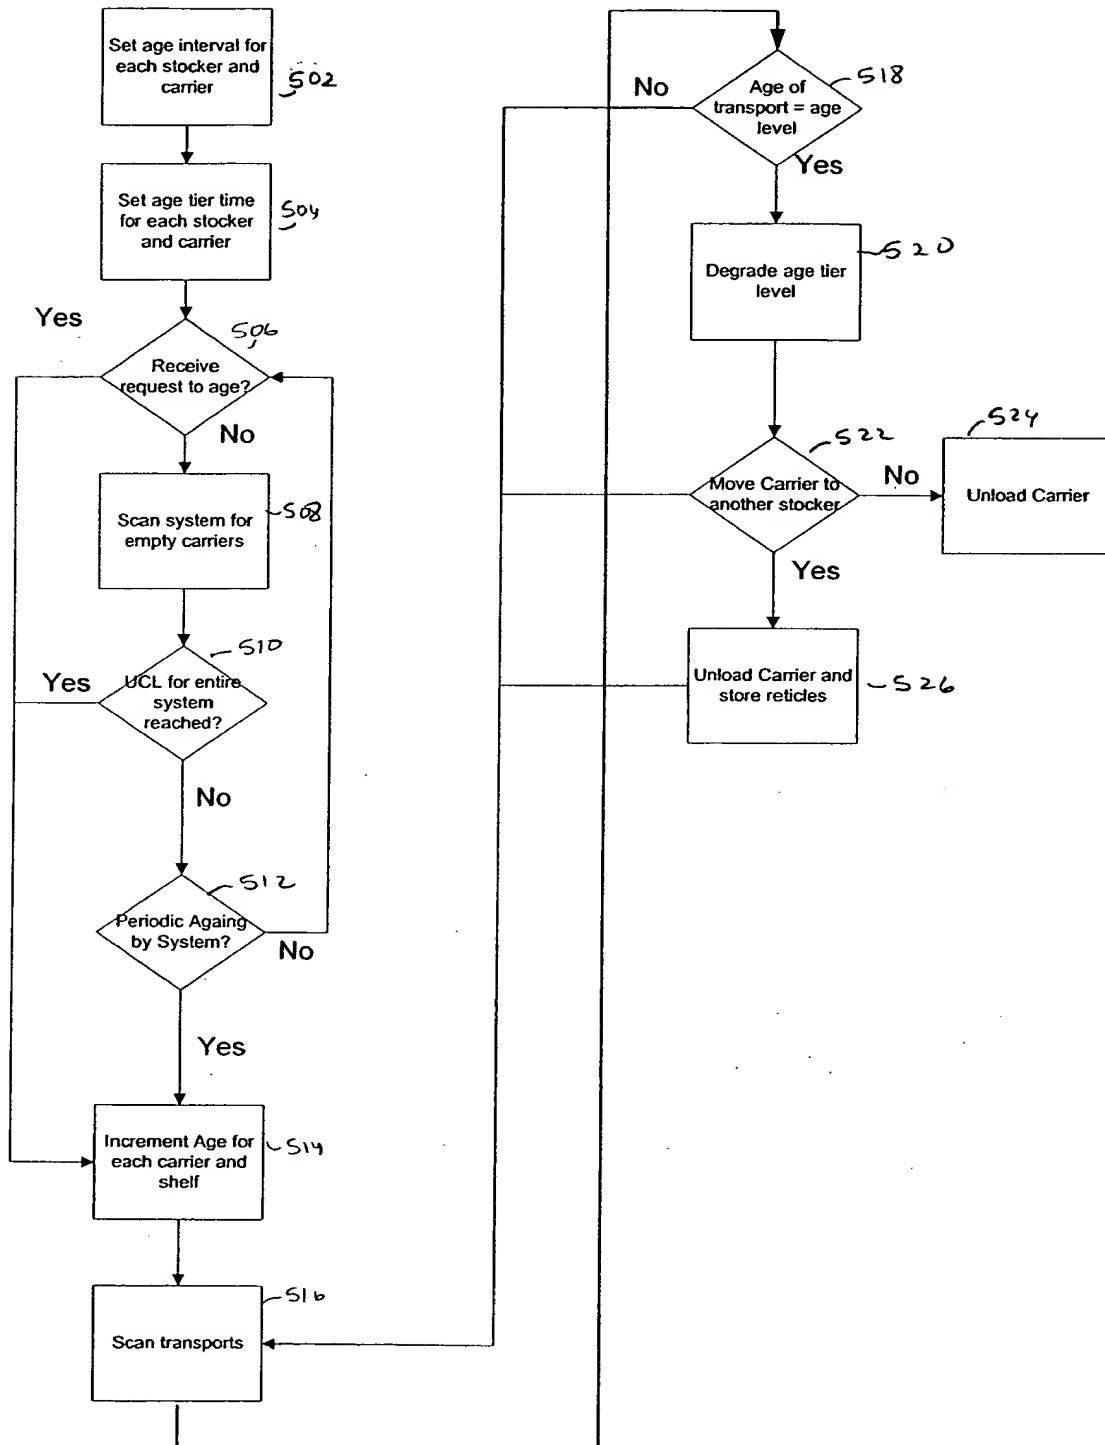 Set age interval for
each stocker and
carrier
502
Set age tier time
for each stocker
and carrier
504
Yes
506
Receive
request to age?
No
Scan system for
empty carriers
508
510
Yes
UCL for entire
system
reached?
No
512
Periodic Againg
by System?
No
Yes
Increment Age for
each carrier and
shelf
514
516
Scan transports
No
518
Age of
transport = age
level
Yes
520
Degrade age tier
level
522
Move Carrier to
another stocker
No
524
Unload Carrier
Yes
Unload Carrier and
store reticles
526